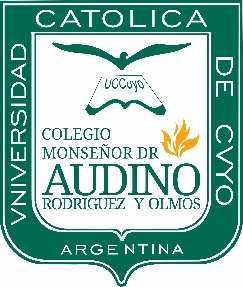 VNIVERSIDAD CATOLICA DE CVYO
UCCuyo
COLEGIO
MONSEÑOR DR
AUDINO
RODRIGUEZ Y OLMOS
ARGENTINA